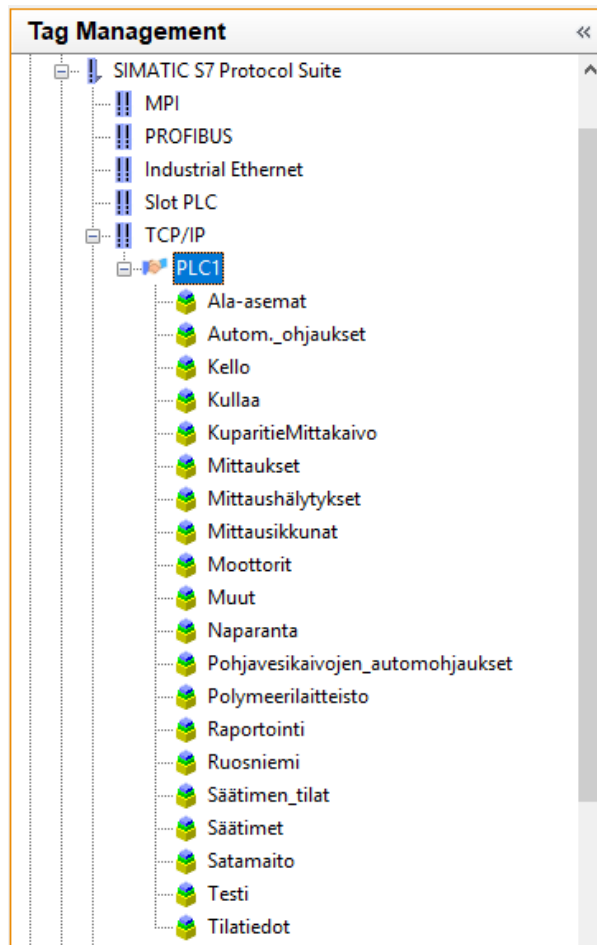 Tag Management
SIMATIC S7 Protocol Suite
MPI
PROFIBUS
Industrial Ethernet
Slot PLC
TCP/IP
PLC1
Ala-asemat
Autom._ohjaukset
Kello
Kullaa
KuparitieMittakaivo
Mittaukset
Mittaushälytykset
Mittausikkunat
Moottorit
Muut
Naparanta
Pohjavesikaivojen_automohjaukset
Polymeerilaitteisto
Raportointi
Ruosniemi
Säätimen_tilat
Säätimet
Satamaito
Testi
Tilatiedot